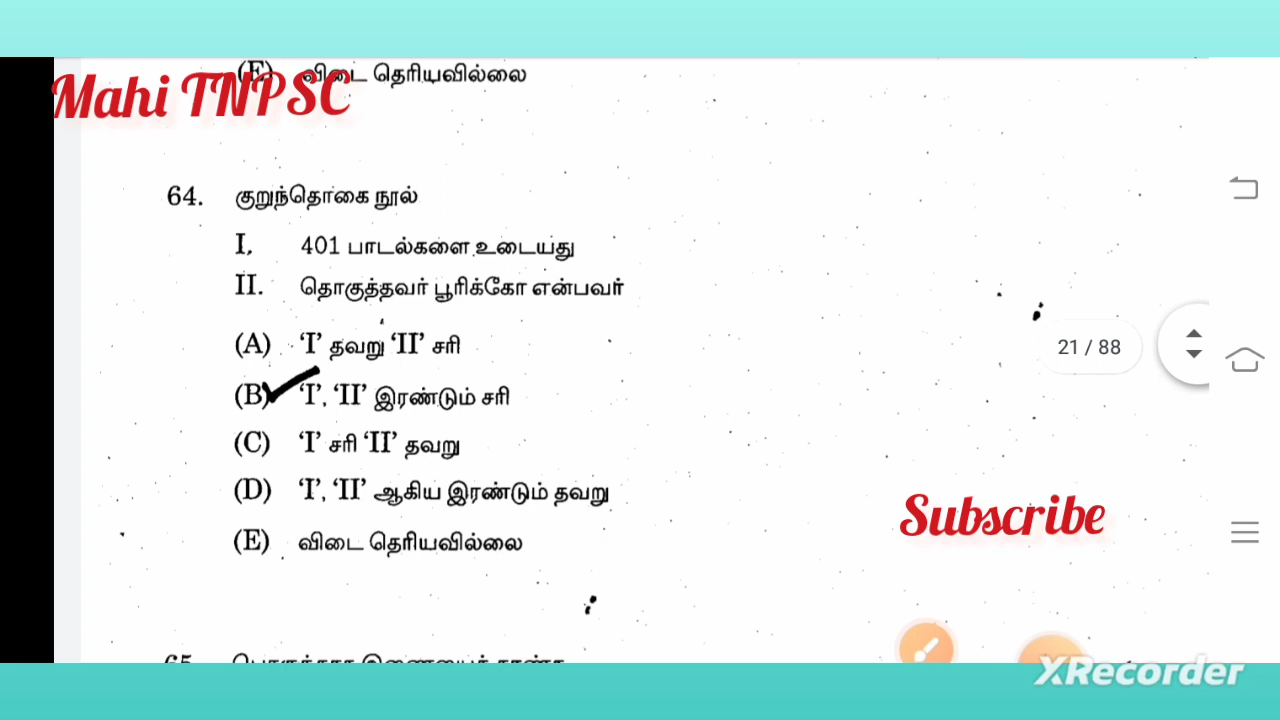 (E) விடை தெரியவில்லை
Mahi TNPSC
64. குறுந்தொகை நூல்
I. 401 பாடல்களை உடையது
II. தொகுத்தவர் பூரிக்கோ என்பவர்
(A) 'I' தவறு 'II' சரி
21 / 88
(B) 'I', 'II' இரண்டும் சரி
(C) 'I' சரி 'II' தவறு
(D) 'I', 'II' ஆகிய இரண்டும் தவறு
Subscribe
(E) விடை தெரியவில்லை
65.
XRecorder